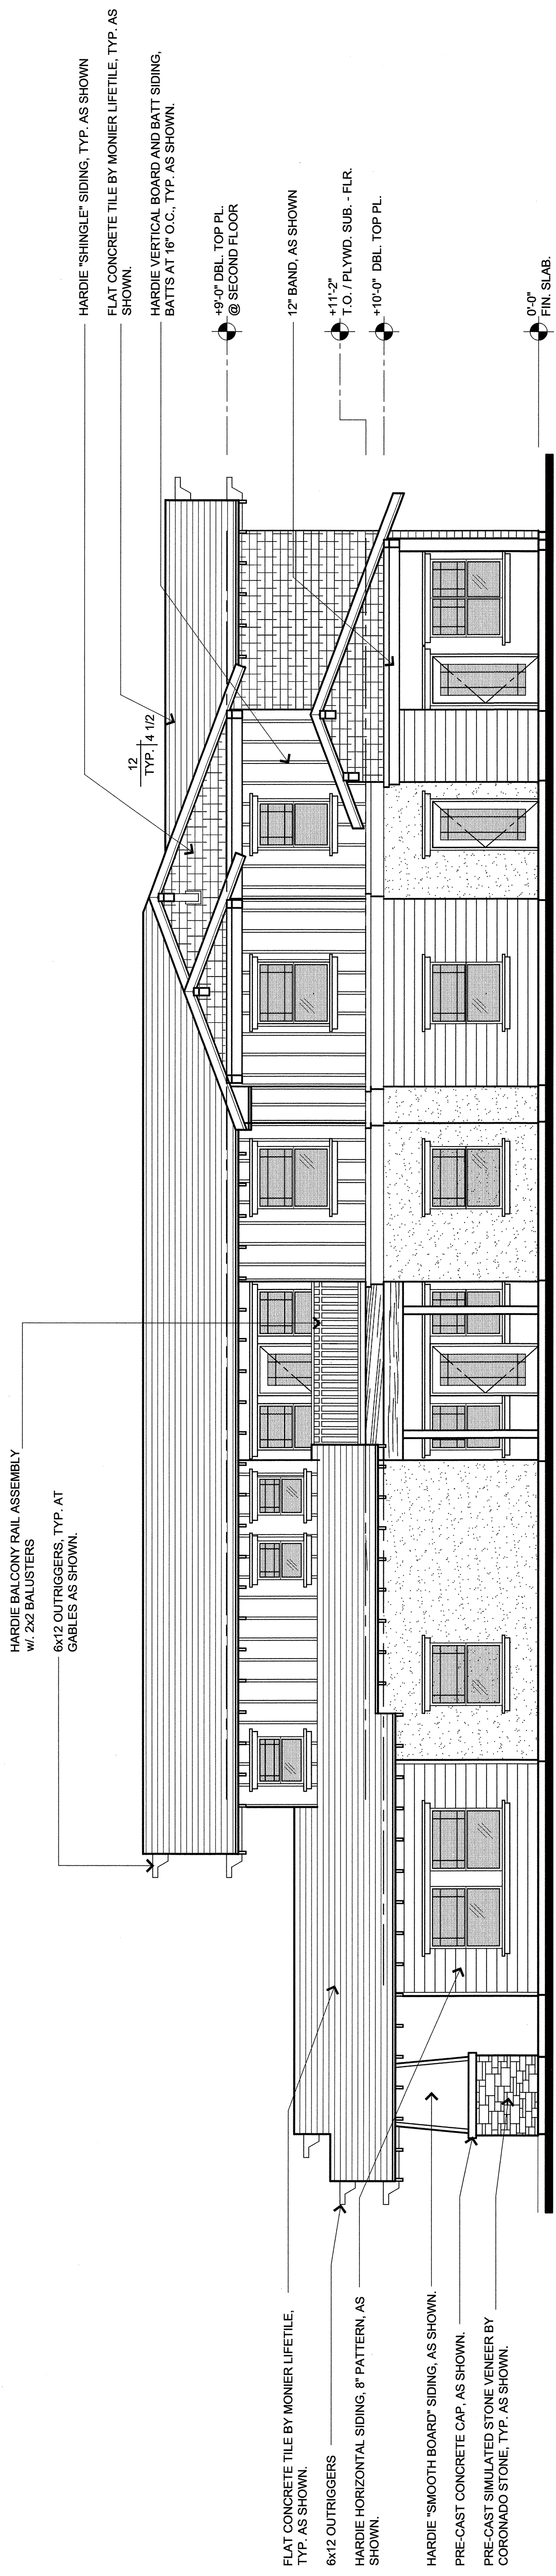 HARDIE BALCONY RAIL ASSEMBLY
w/. 2x2 BALUSTERS
6x12 OUTRIGGERS, TYP. AT
GABLES AS SHOWN.
HARDIE "SHINGLE" SIDING, TYP. AS SHOWN
FLAT CONCRETE TILE BY MONIER LIFETILE, TYP. AS
SHOWN.
HARDIE VERTICAL BOARD AND BATT SIDING,
BATTS AT 16" O.C., TYP. AS SHOWN.
+9'-0" DBL. TOP PL.
@ SECOND FLOOR
12" BAND, AS SHOWN
+11'-2"
T.O. / PLYWD. SUB. - FLR.
+10'-0" DBL. TOP PL.
0'-0"
FIN. SLAB.
12
TYP. 4 1/2
FLAT CONCRETE TILE BY MONIER LIFETILE,
TYP. AS SHOWN.
6x12 OUTRIGGERS
HARDIE HORIZONTAL SIDING, 8" PATTERN, AS
SHOWN.
HARDIE "SMOOTH BOARD" SIDING, AS SHOWN.
PRE-CAST CONCRETE CAP, AS SHOWN.
PRE-CAST SIMULATED STONE VENEER BY
CORONADO STONE, TYP. AS SHOWN.